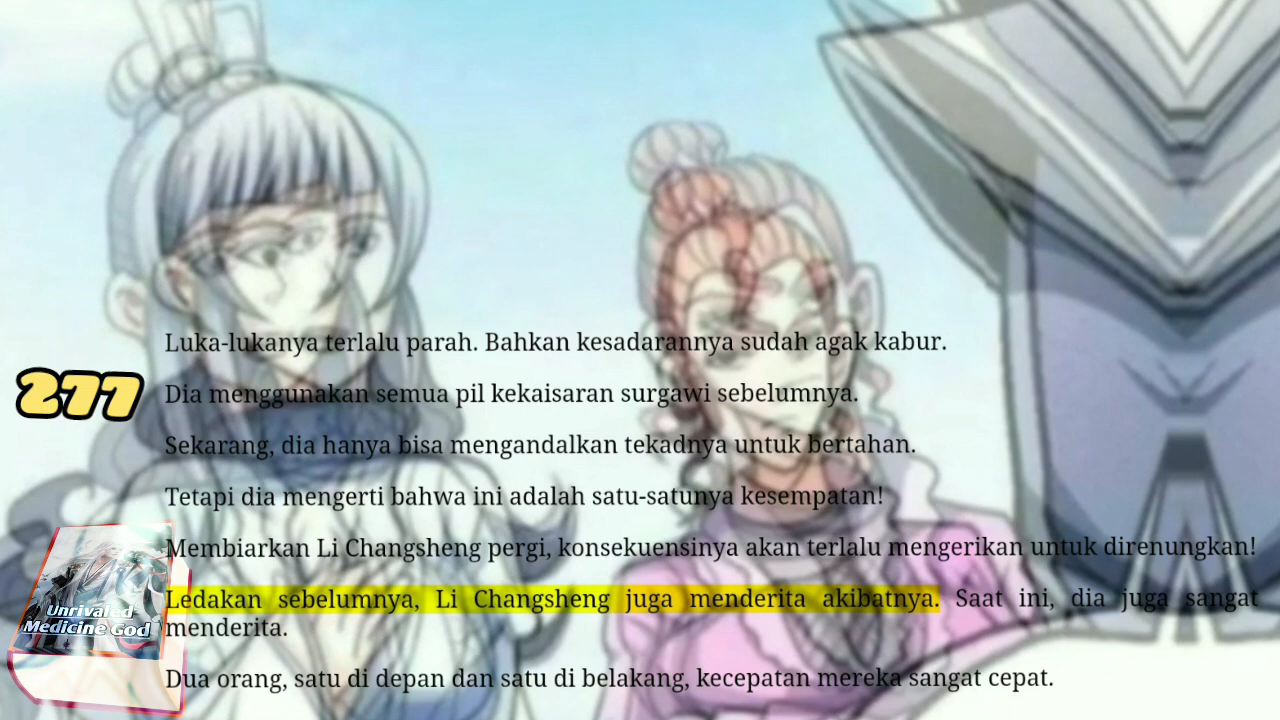 Luka-lukanya terlalu parah. Bahkan kesadarannya sudah agak kabur.
277
Dia menggunakan semua pil kekaisaran surgawi sebelumnya.
Sekarang, dia hanya bisa mengandalkan tekadnya untuk bertahan.
Tetapi dia mengerti bahwa ini adalah satu-satunya kesempatan!
Membiarkan Li Changsheng pergi, konsekuensinya akan terlalu mengerikan untuk direnungkan!
Ledakan sebelumnya, Li Changsheng juga menderita akibatnya. Saat ini, dia juga sangat
menderita.
Unrivaled
Medicine God
Dua orang, satu di depan dan satu di belakang, kecepatan mereka sangat cepat.